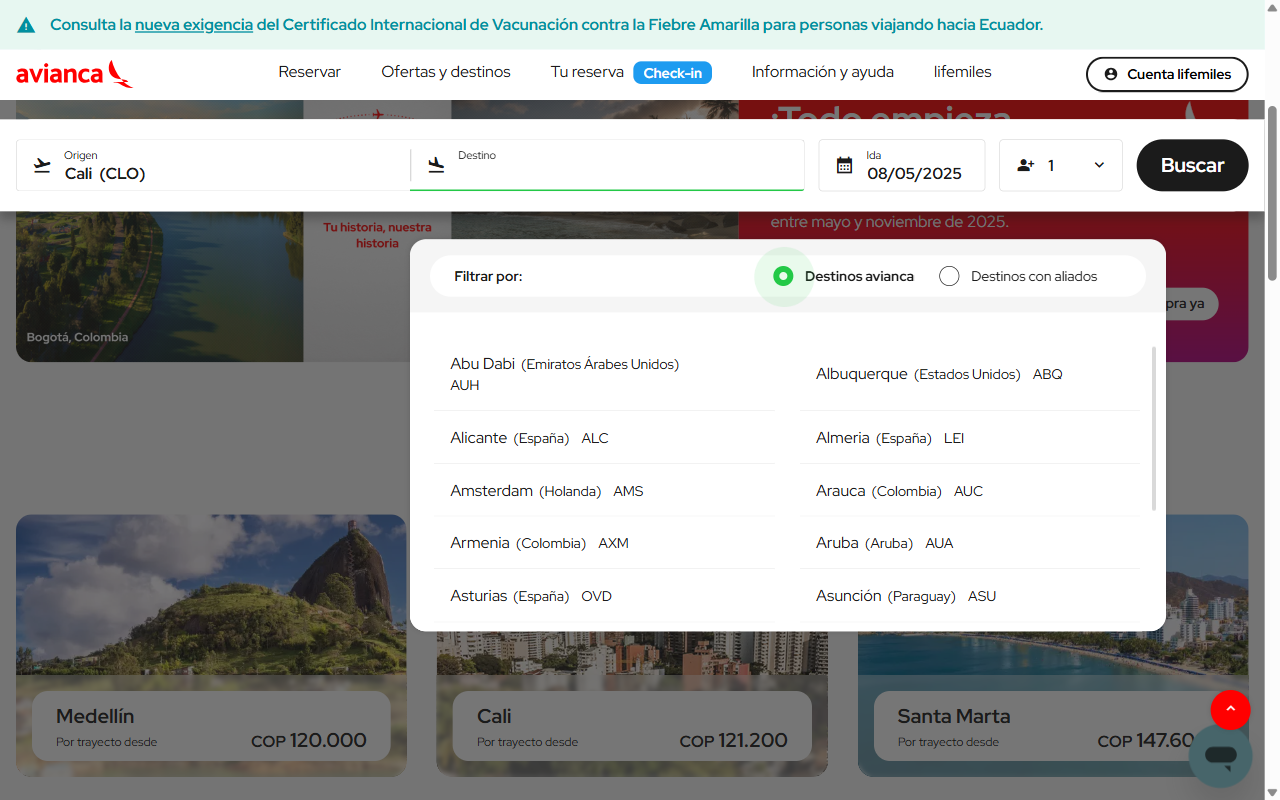 Consulta la nueva exigencia del Certificado Internacional de Vacunación contra la Fiebre Amarilla para personas viajando hacia Ecuador.
avianca
Reservar
Ofertas y destinos
Tu reserva
Check-in
Información y ayuda
lifemiles
Cuenta lifemiles
¡Todo empieza
Origen
Cali (CLO)
Destino
Ida
08/05/2025
1
Buscar
Tu historia, nuestra
historia
entre mayo y noviembre de 2025.
Bogotá, Colombia
pra ya
Filtrar por:
Destinos avianca
Destinos con aliados
Abu Dabi (Emiratos Árabes Unidos)
AUH
Albuquerque (Estados Unidos) ABQ
Alicante (España) ALC
Almeria (España) LEI
Amsterdam (Holanda) AMS
Arauca (Colombia) AUC
Armenia (Colombia) AXM
Aruba (Aruba) AUA
Asturias (España) OVD
Asunción (Paraguay) ASU
Medellín
Por trayecto desde
COP 120.000
Cali
Por trayecto desde
COP 121.200
Santa Marta
Por trayecto desde
COP 147.60